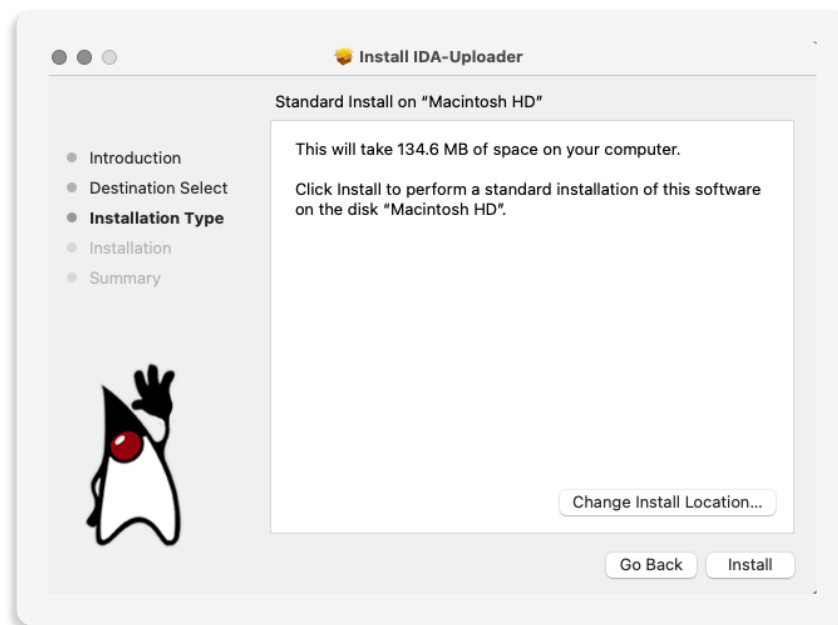 Install IDA-Uploader
Standard Install on “Macintosh HD”
Introduction
Destination Select
Installation Type
Installation
Summary
This will take 134.6 MB of space on your computer.
Click Install to perform a standard installation of this software
on the disk “Macintosh HD”.
Change Install Location...
Go Back
Install